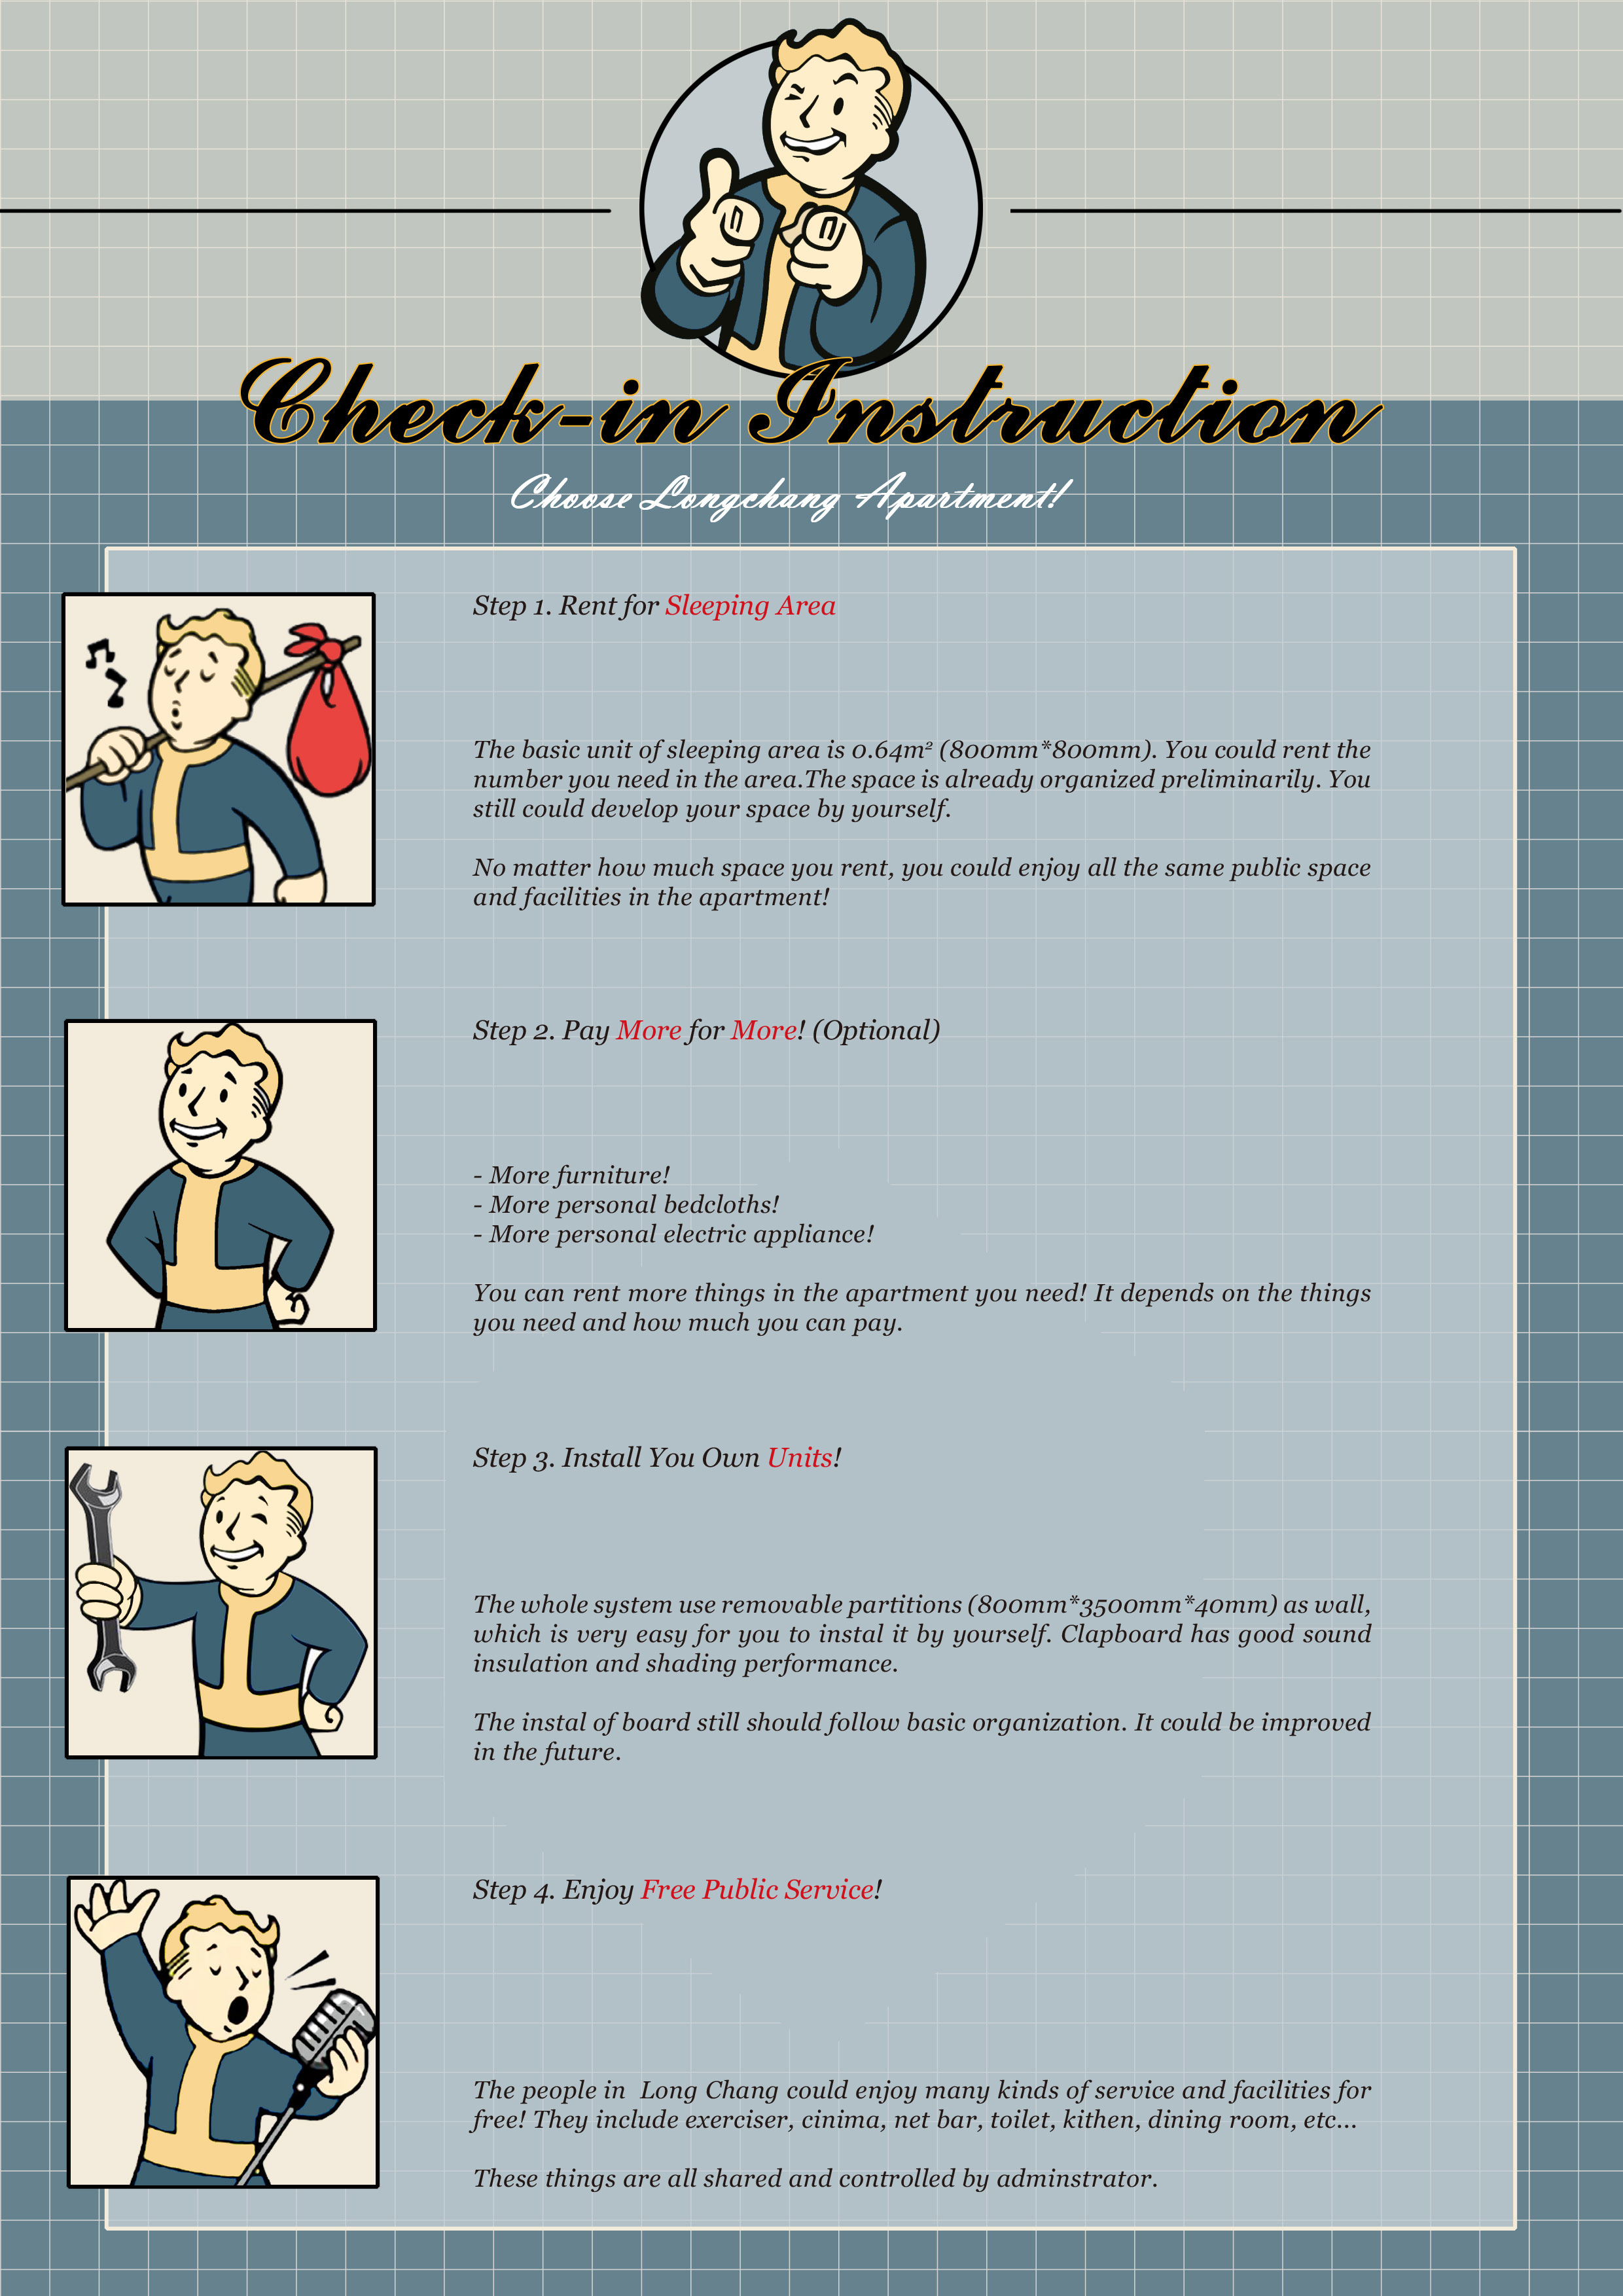 Check-in Instruction
Choose Longchang Apartment!
Step 1. Rent for Sleeping Area
The basic unit of sleeping area is 0.64m² (800mm*800mm). You could rent the
number you need in the area.The space is already organized preliminarily. You
still could develop your space by yourself.
No matter how much space you rent, you could enjoy all the same public space
and facilities in the apartment!
Step 2. Pay More for More! (Optional)
- More furniture!
- More personal bedcloths!
- More personal electric appliance!
You can rent more things in the apartment you need! It depends on the things
you need and how much you can pay.
Step 3. Install You Own Units!
The whole system use removable partitions (800mm*3500mm*40mm) as wall,
which is very easy for you to instal it by yourself. Clapboard has good sound
insulation and shading performance.
The instal of board still should follow basic organization. It could be improved
in the future.
Step 4. Enjoy Free Public Service!
The people in  Long Chang could enjoy many kinds of service and facilities for
free! They include exerciser, cinima, net bar, toilet, kithen, dining room, etc...
These things are all shared and controlled by adminstrator.